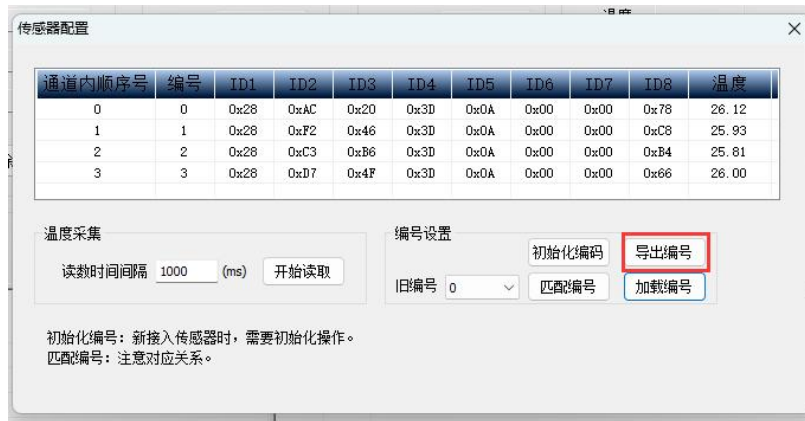 温度
传感器配置
通道内顺序号 编号 ID1 ID2 ID3 ID4 ID5 ID6 ID7 ID8 温度
0 0 0x28 0xAC 0x20 0x3D 0x0A 0x00 0x00 0x78 26.12
1 1 0x28 0xF2 0x46 0x3D 0x0A 0x00 0x00 0xC8 25.93
2 2 0x28 0xC3 0xB6 0x3D 0x0A 0x00 0x00 0xB4 25.81
3 3 0x28 0xD7 0x4F 0x3D 0x0A 0x00 0x00 0x66 26.00
温度采集
读数时间间隔 1000 (ms) 开始读取
编号设置
初始化编码 导出编号
旧编号 0 匹配编号 加载编号
初始化编号：新接入传感器时，需要初始化操作。
匹配编号：注意对应关系。